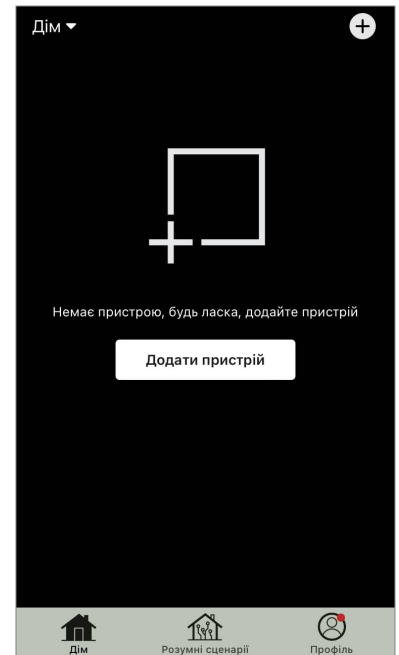 Дім
Немає пристрою, будь ласка, додайте пристрій
Додати пристрій
Дім
Розумні сценарії
Профіль